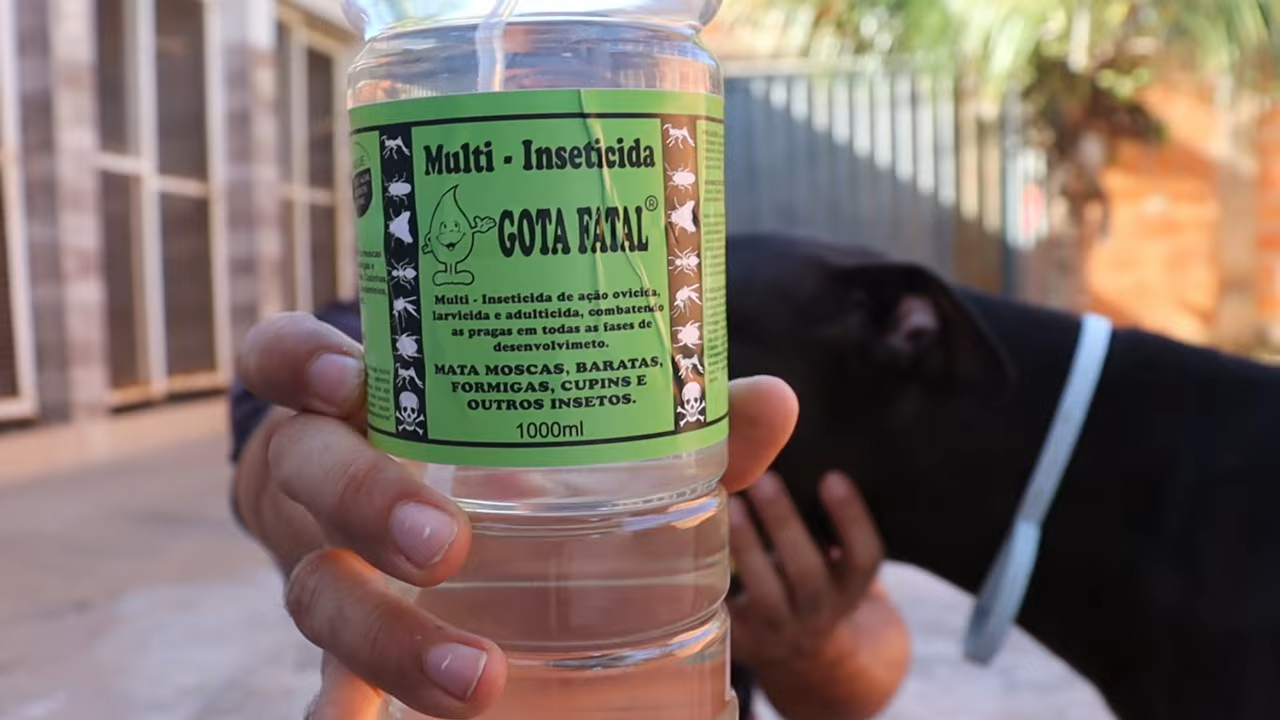 Multi - Inseticida
GOTA FATAL®
Multi - Inseticida de ação ovicida,
larvicida e adulticida, combatendo
as pragas em todas as fases de
desenvolvimeto.
MATA MOSCAS, BARATAS,
FORMIGAS, CUPINS E
OUTROS INSETOS.
1000ml